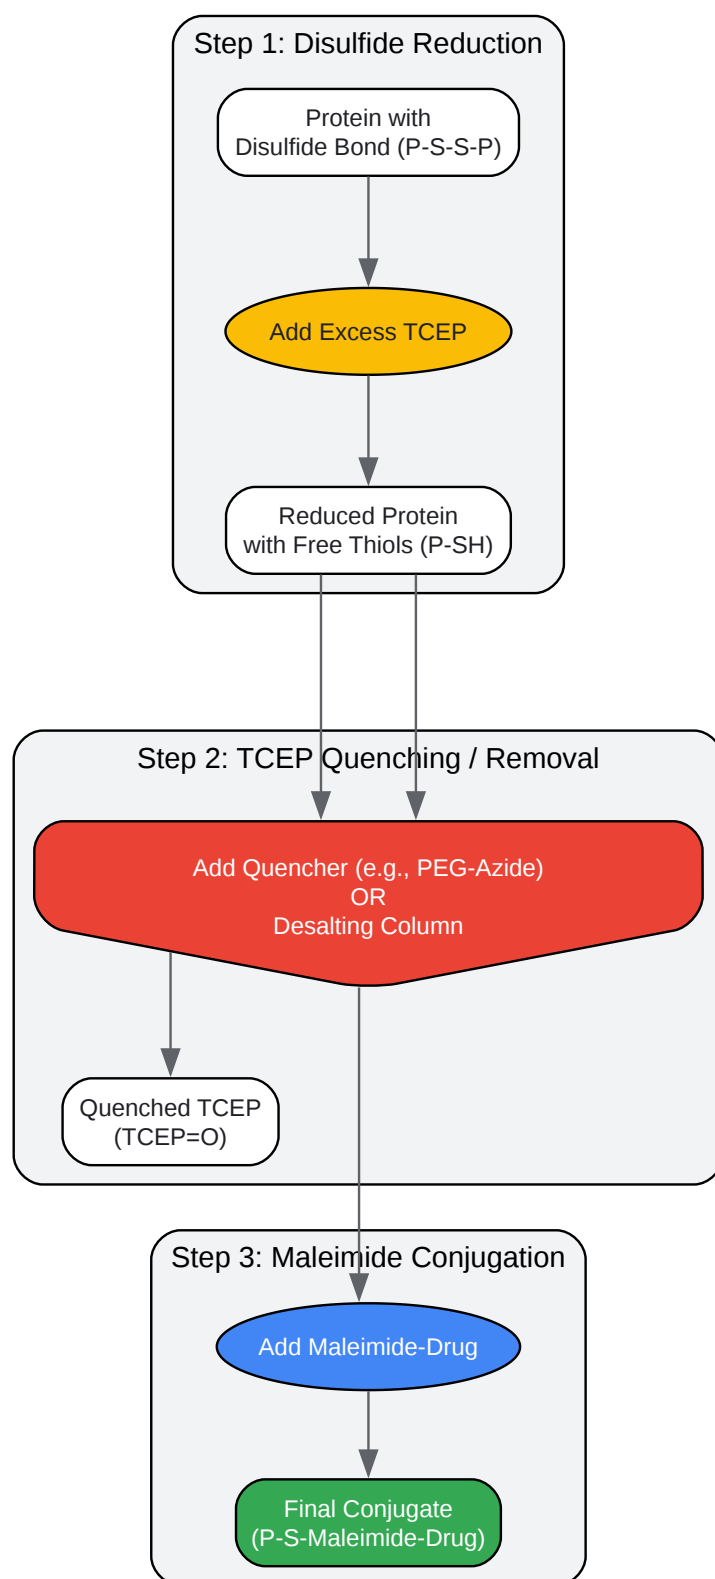 Step 1: Disulfide Reduction
Protein with
Disulfide Bond (P-S-S-P)
Add Excess TCEP
Reduced Protein
with Free Thiols (P-SH)
Step 2: TCEP Quenching / Removal
Add Quencher (e.g., PEG-Azide)
OR
Desalting Column
Quenched TCEP
(TCEP=O)
Step 3: Maleimide Conjugation
Add Maleimide-Drug
Final Conjugate
(P-S-Maleimide-Drug)